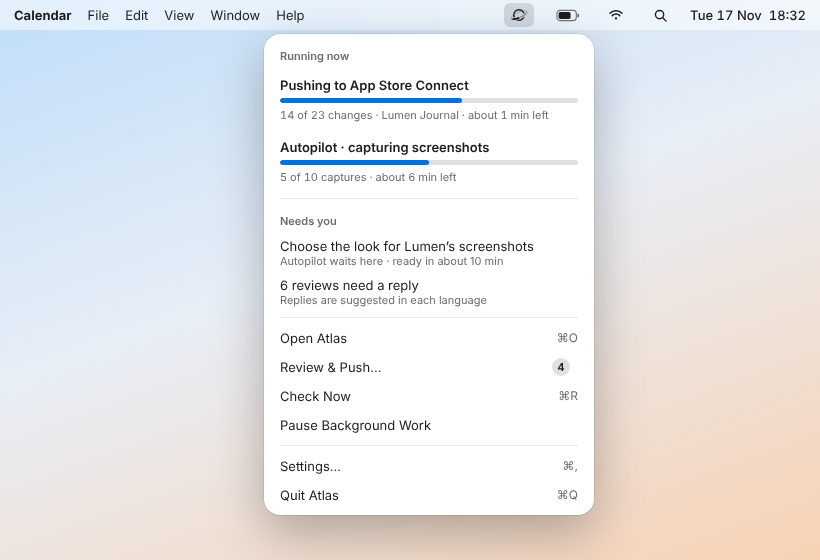 Calendar File Edit View Window Help Tue 17 Nov 18:32
Running now
Pushing to App Store Connect
14 of 23 changes · Lumen Journal · about 1 min left
Autopilot · capturing screenshots
5 of 10 captures · about 6 min left
Needs you
Choose the look for Lumen’s screenshots
Autopilot waits here · ready in about 10 min
6 reviews need a reply
Replies are suggested in each language
Open Atlas ⌘O
Review & Push... 4
Check Now ⌘R
Pause Background Work
Settings... ⌘,
Quit Atlas ⌘Q